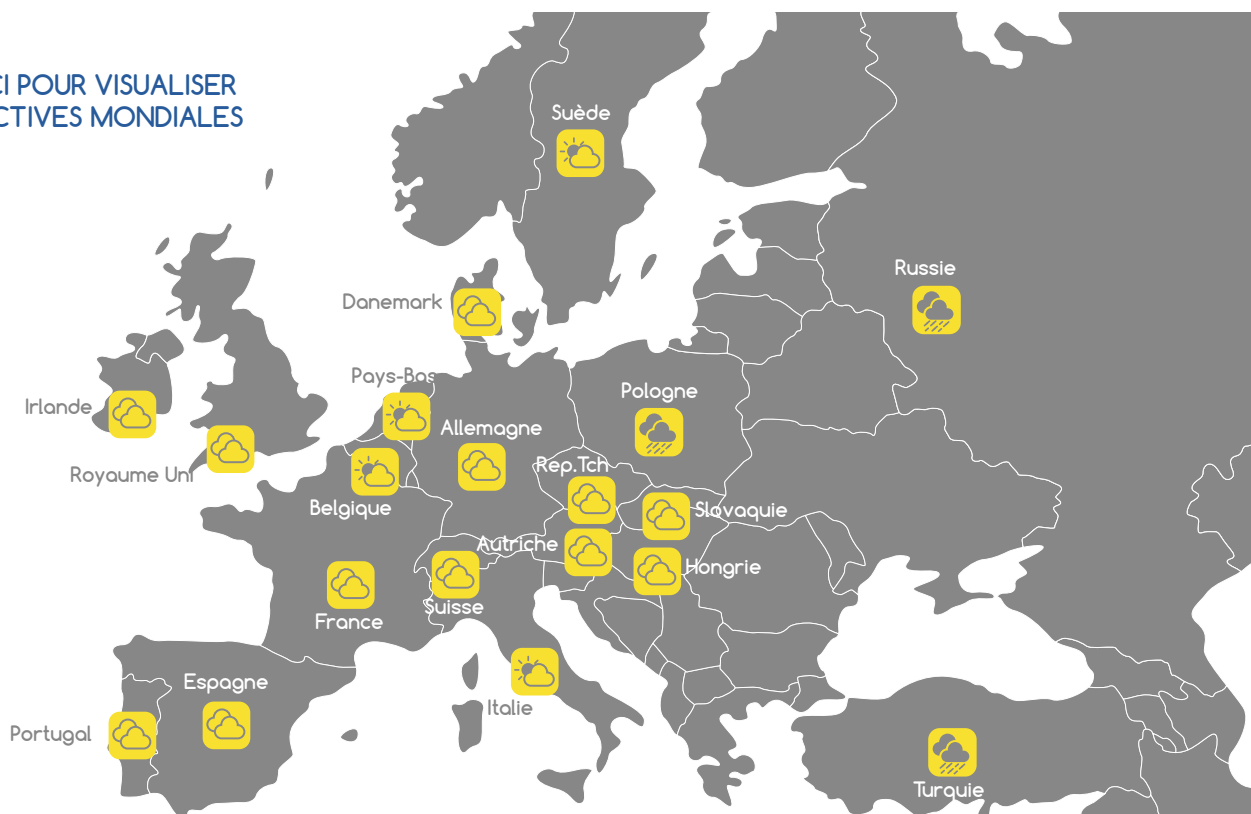 CI POUR VISUALISER
CTIVES MONDIALES
Suède
Russie
Danemark
Pays-Bas
Pologne
Irlande
Allemagne
Royaume Uni
Rep.Tch
Belgique
Slovaquie
Autriche
Hongrie
Suisse
France
Espagne
Italie
Portugal
Turquie